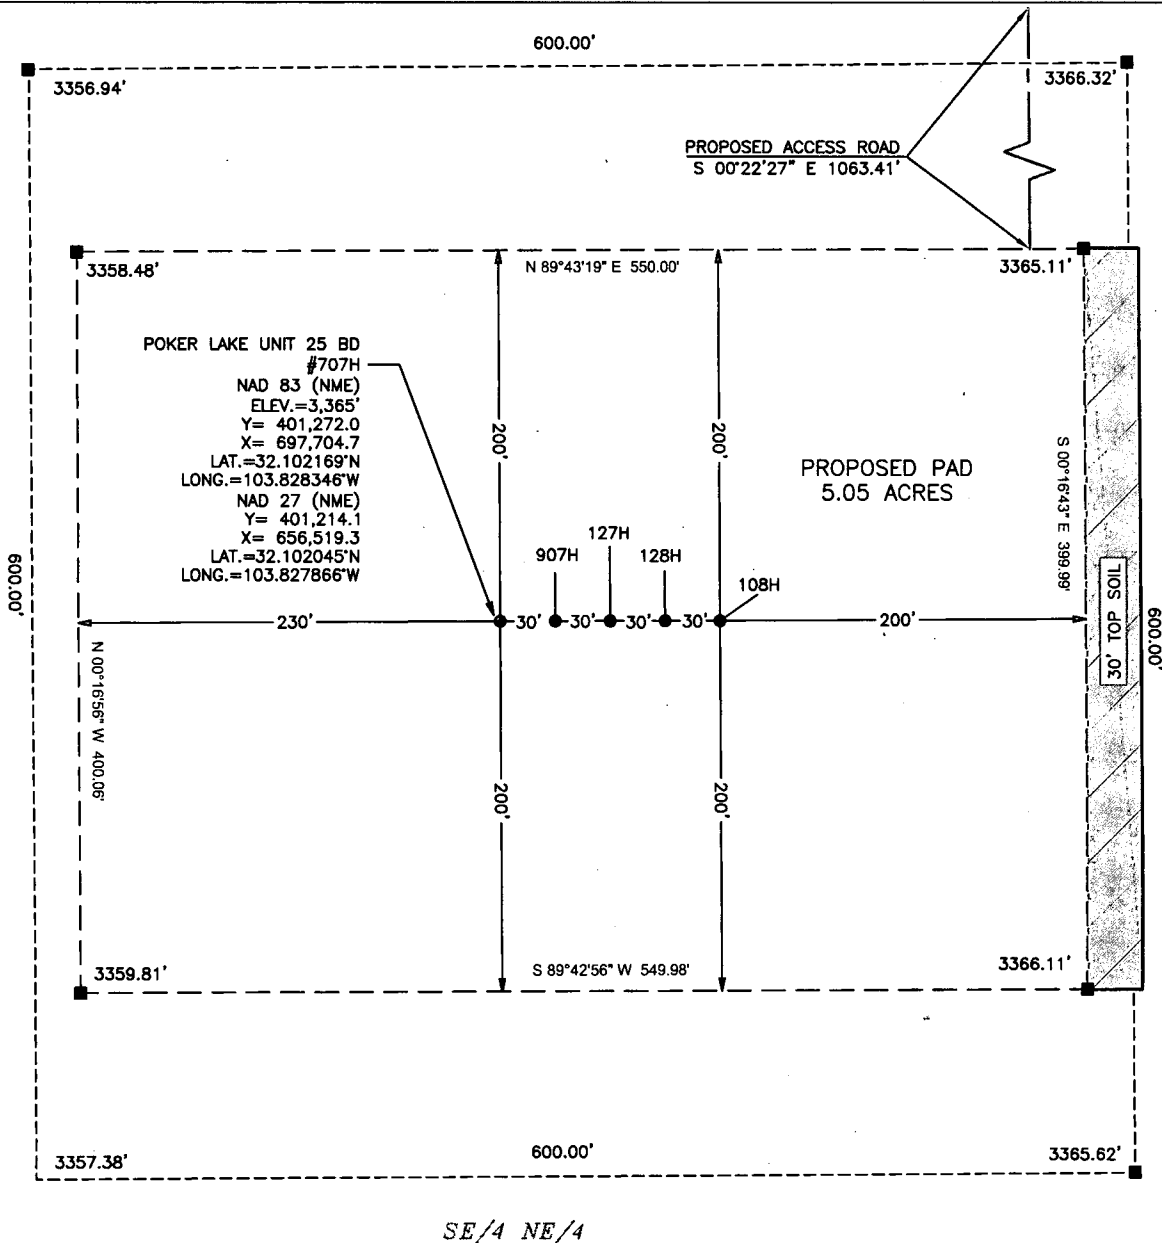 600.00'
3356.94'
3366.32'
PROPOSED ACCESS ROAD
S 00°22'27" E 1063.41'
3358.48'
N 89°43'19" E 550.00'
3365.11'
POKER LAKE UNIT 25 BD
#707H
NAD 83 (NME)
ELEV.=3,365'
Y= 401,272.0
X= 697,704.7
LAT.=32.102169°N
LONG.=103.828346°W
NAD 27 (NME)
Y= 401,214.1
X= 656,519.3
LAT.=32.102045°N
LONG.=103.827866°W
200'
200'
PROPOSED PAD
5.05 ACRES
S 00°16'43" E 399.99'
907H
127H
128H
108H
600.00'
230'
30'
30'
30'
30'
200'
30' TOP SOIL
600.00'
N 00°16'56" W 400.06'
200'
200'
3359.81'
S 89°42'56" W 549.98'
3366.11'
3357.38'
600.00'
3365.62'
SE/4 NE/4